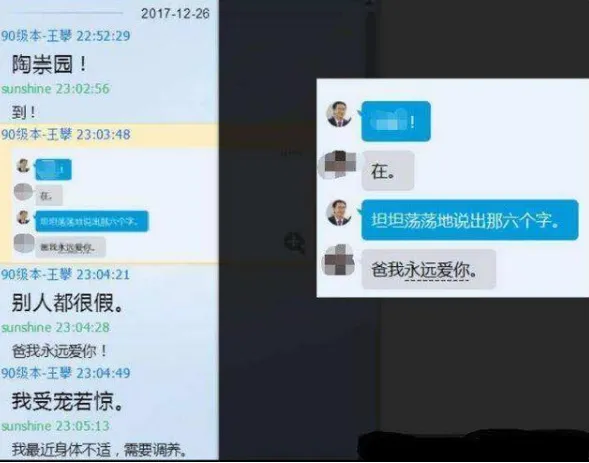 2017-12-26
90级本-王攀 22:52:29
陶崇园！
sunshine 23:02:56
到！
90级本-王攀 23:03:48
！
在。
坦坦荡荡地说出那六个字。
爸我永远爱你。
90级本-王攀 23:04:21
别人都很假。
sunshine 23:04:28
爸我永远爱你！
90级本-王攀 23:04:49
我受宠若惊。
sunshine 23:05:13
我最近身体不适，需要调养。
！
在。
坦坦荡荡地说出那六个字。
爸我永远爱你。